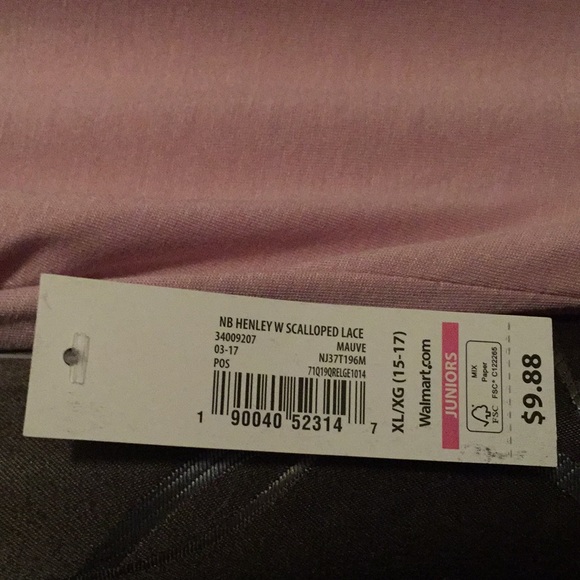 NB HENLEY W SCALLOPED LACE
34009207 MAUVE
03-17 NJ37T196M
POS 71Q19QRELGE1014
1 90040 52314 7
XL/XG (15-17)
Walmart.com
JUNIORS
MIX
Paper
FSC® C122265
FSC
$9.88